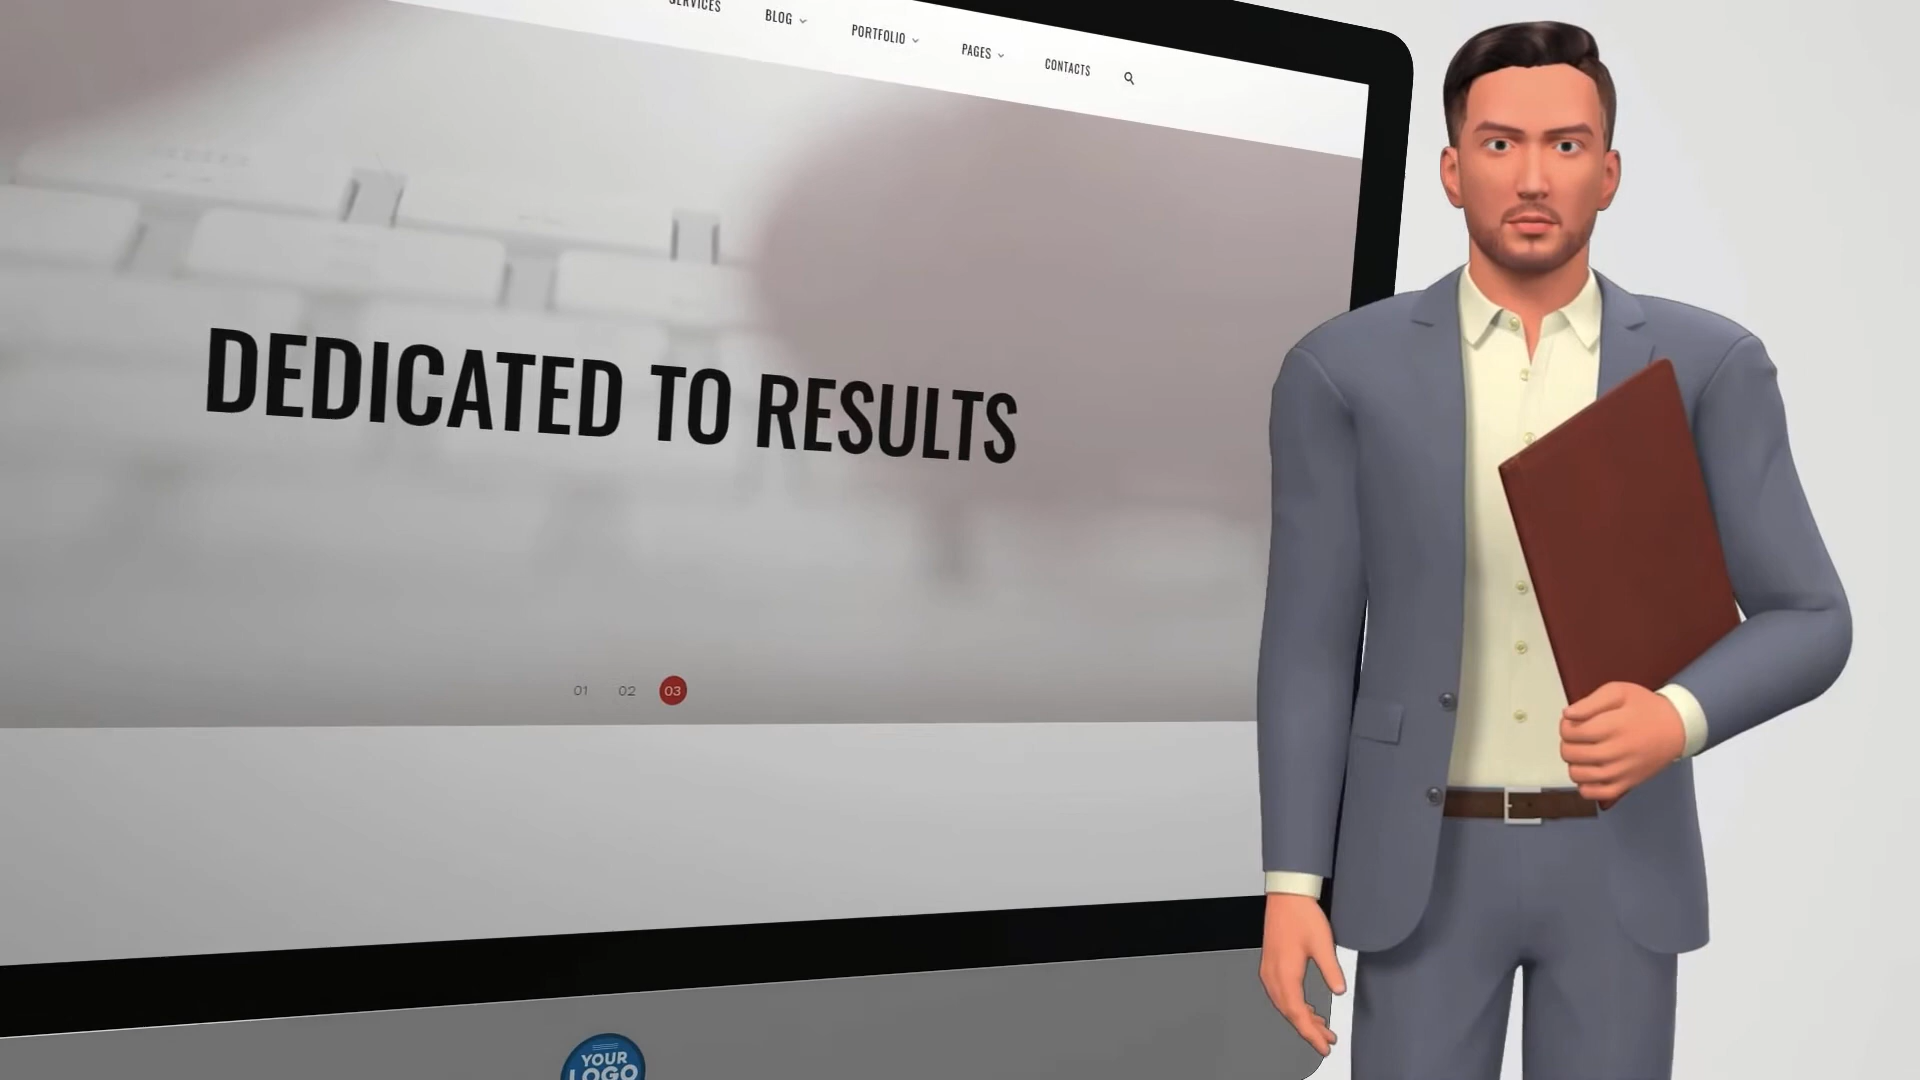 SERVICES
BLOG
PORTFOLIO
PAGES
CONTACTS
DEDICATED TO RESULTS
01
02
03
YOUR
LOGO